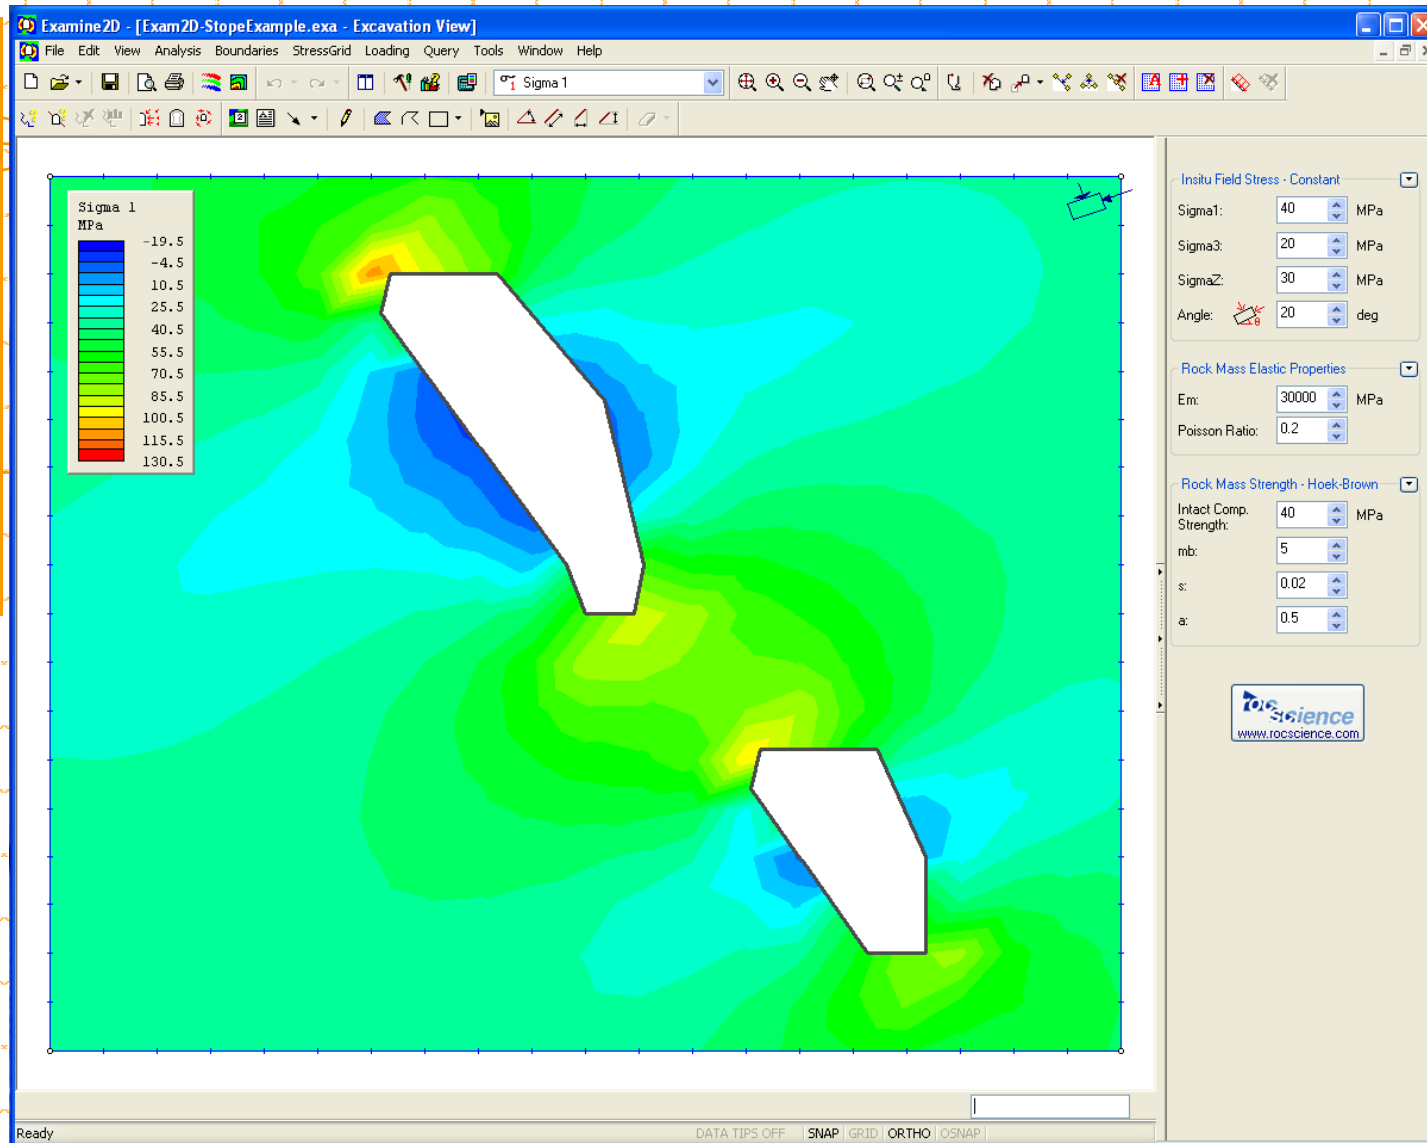 Examine2D - [Exam2D-StopeExample.exa - Excavation View]
File Edit View Analysis Boundaries StressGrid Loading Query Tools Window Help
σ1 Sigma 1
Sigma 1
MPa
-19.5
-4.5
10.5
25.5
40.5
55.5
70.5
85.5
100.5
115.5
130.5
Insitu Field Stress - Constant
Sigma1: 40 MPa
Sigma3: 20 MPa
SigmaZ: 30 MPa
Angle: θ 20 deg
Rock Mass Elastic Properties
Em: 30000 MPa
Poisson Ratio: 0.2
Rock Mass Strength - Hoek-Brown
Intact Comp.
Strength: 40 MPa
mb: 5
s: 0.02
a: 0.5
rocscience
www.rocscience.com
Ready DATA TIPS OFF SNAP GRID ORTHO OSNAP